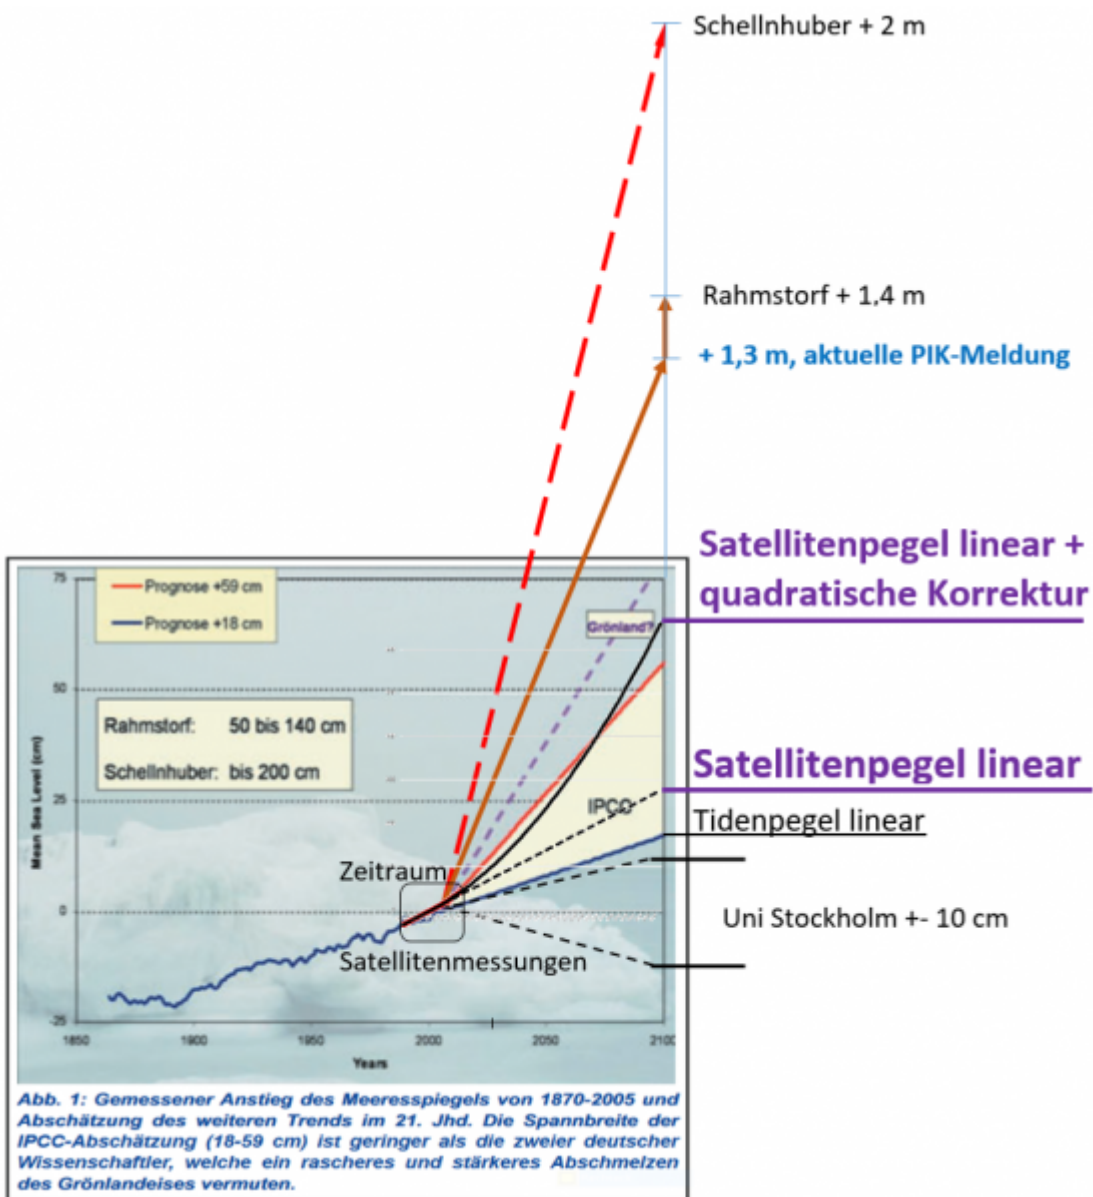 Schellnhuber + 2 m
Rahmstorf + 1,4 m
+ 1,3 m, aktuelle PIK-Meldung
Satellitenpegel linear +
quadratische Korrektur
75
Prognose +59 cm
Prognose +18 cm
Grönland?
50
Rahmstorf: 50 bis 140 cm
Schellnhuber: bis 200 cm
Mean Sea Level (cm)
Satellitenpegel linear
25
IPCC
Tidenpegel linear
Zeitraum
0
Uni Stockholm +- 10 cm
Satellitenmessungen
-25
1850 1900 1950 2000 2050 2100
Years
Abb. 1: Gemessener Anstieg des Meeresspiegels von 1870-2005 und
Abschätzung des weiteren Trends im 21. Jhd. Die Spannbreite der
IPCC-Abschätzung (18-59 cm) ist geringer als die zweier deutscher
Wissenschaftler, welche ein rascheres und stärkeres Abschmelzen
des Grönlandeises vermuten.